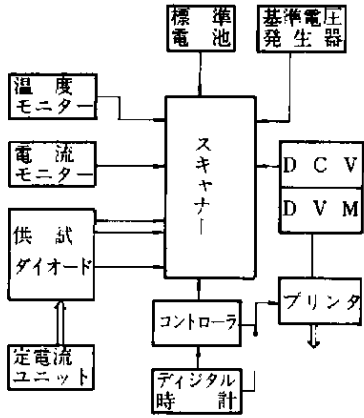 標準
電池
基準電圧
発生器
温度
モニター
電流
モニター
スキャナー
DCV
DVM
供試
ダイオード
プリンタ
コントローラ
定電流
ユニット
ディジタル
時計